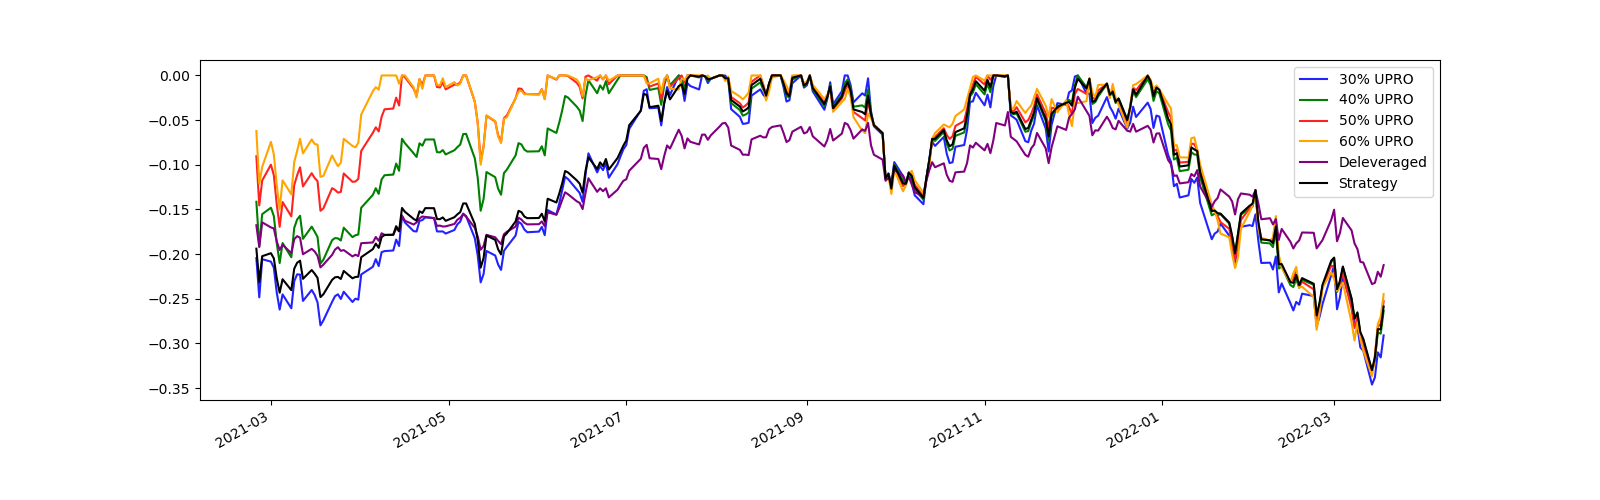 0.00
−0.05
−0.10
−0.15
−0.20
−0.25
−0.30
−0.35
2021-03
2021-05
2021-07
2021-09
2021-11
2022-01
2022-03
30% UPRO
40% UPRO
50% UPRO
60% UPRO
Deleveraged
Strategy